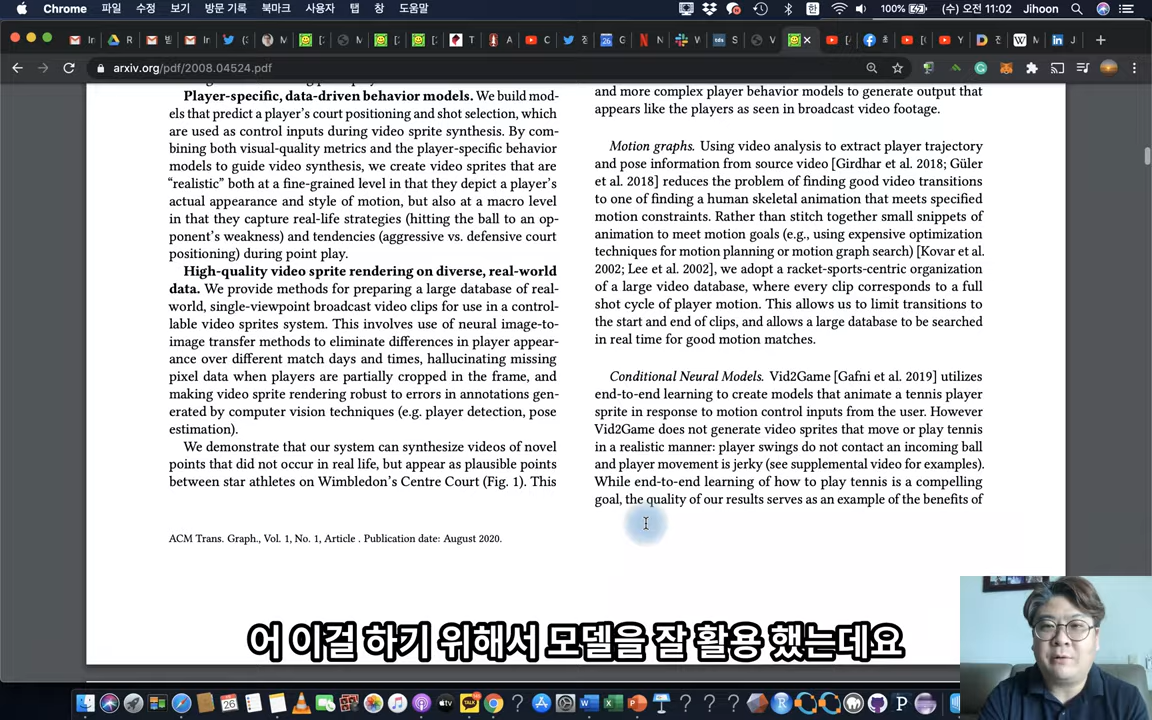 Chrome 파일 수정 보기 방문 기록 북마크 사용자 탭 창 도움말 100% (수) 오전 11:02 Jihoon
arxiv.org/pdf/2008.04524.pdf
Player-specific, data-driven behavior models. We build mod-
els that predict a player's court positioning and shot selection, which
are used as control inputs during video sprite synthesis. By com-
bining both visual-quality metrics and the player-specific behavior
models to guide video synthesis, we create video sprites that are
“realistic” both at a fine-grained level in that they depict a player's
actual appearance and style of motion, but also at a macro level
in that they capture real-life strategies (hitting the ball to an op-
ponent's weakness) and tendencies (aggressive vs. defensive court
positioning) during point play.
High-quality video sprite rendering on diverse, real-world
data. We provide methods for preparing a large database of real-
world, single-viewpoint broadcast video clips for use in a control-
lable video sprites system. This involves use of neural image-to-
image transfer methods to eliminate differences in player appear-
ance over different match days and times, hallucinating missing
pixel data when players are partially cropped in the frame, and
making video sprite rendering robust to errors in annotations gen-
erated by computer vision techniques (e.g. player detection, pose
estimation).
We demonstrate that our system can synthesize videos of novel
points that did not occur in real life, but appear as plausible points
between star athletes on Wimbledon's Centre Court (Fig. 1). This
ACM Trans. Graph., Vol. 1, No. 1, Article . Publication date: August 2020.
and more complex player behavior models to generate output that
appears like the players as seen in broadcast video footage.
Motion graphs. Using video analysis to extract player trajectory
and pose information from source video [Girdhar et al. 2018; Güler
et al. 2018] reduces the problem of finding good video transitions
to one of finding a human skeletal animation that meets specified
motion constraints. Rather than stitch together small snippets of
animation to meet motion goals (e.g., using expensive optimization
techniques for motion planning or motion graph search) [Kovar et al.
2002; Lee et al. 2002], we adopt a racket-sports-centric organization
of a large video database, where every clip corresponds to a full
shot cycle of player motion. This allows us to limit transitions to
the start and end of clips, and allows a large database to be searched
in real time for good motion matches.
Conditional Neural Models. Vid2Game [Gafni et al. 2019] utilizes
end-to-end learning to create models that animate a tennis player
sprite in response to motion control inputs from the user. However
Vid2Game does not generate video sprites that move or play tennis
in a realistic manner: player swings do not contact an incoming ball
and player movement is jerky (see supplemental video for examples).
While end-to-end learning of how to play tennis is a compelling
goal, the quality of our results serves as an example of the benefits of
어 이걸 하기 위해서 모델을 잘 활용 했는데요